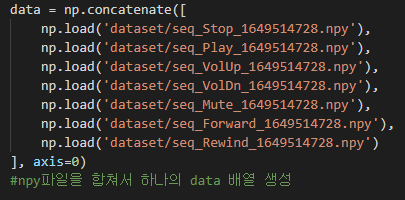 data = np.concatenate([
    np.load('dataset/seq_Stop_1649514728.npy'),
    np.load('dataset/seq_Play_1649514728.npy'),
    np.load('dataset/seq_VolUp_1649514728.npy'),
    np.load('dataset/seq_VolDn_1649514728.npy'),
    np.load('dataset/seq_Mute_1649514728.npy'),
    np.load('dataset/seq_Forward_1649514728.npy'),
    np.load('dataset/seq_Rewind_1649514728.npy')
], axis=0)
#npy파일을 합쳐서 하나의 data 배열 생성